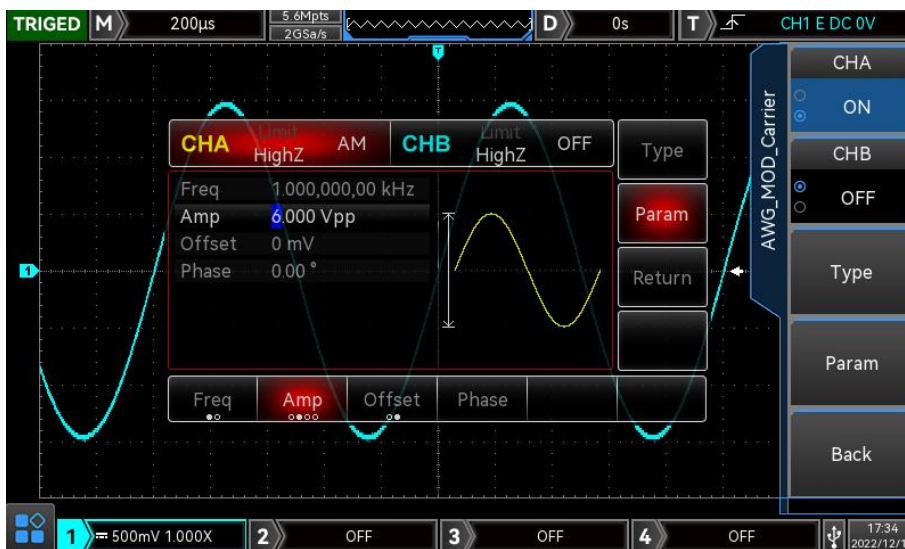 TRIGED M 200μs 5.6Mpts D 0s T CH1 E DC 0V
2GSa/s
T
CHA
ON
CHB
OFF
Type
Param
Back
AWG_MOD_Carrier
CHA Limit HighZ AM CHB Limit HighZ OFF
Type
Param
Return
Freq 1.000,000,00 kHz
Amp 6.000 Vpp
Offset 0 mV
Phase 0.00 °
1
Freq Amp Offset Phase
1 500mV 1.000X 2 OFF 3 OFF 4 OFF
17:34